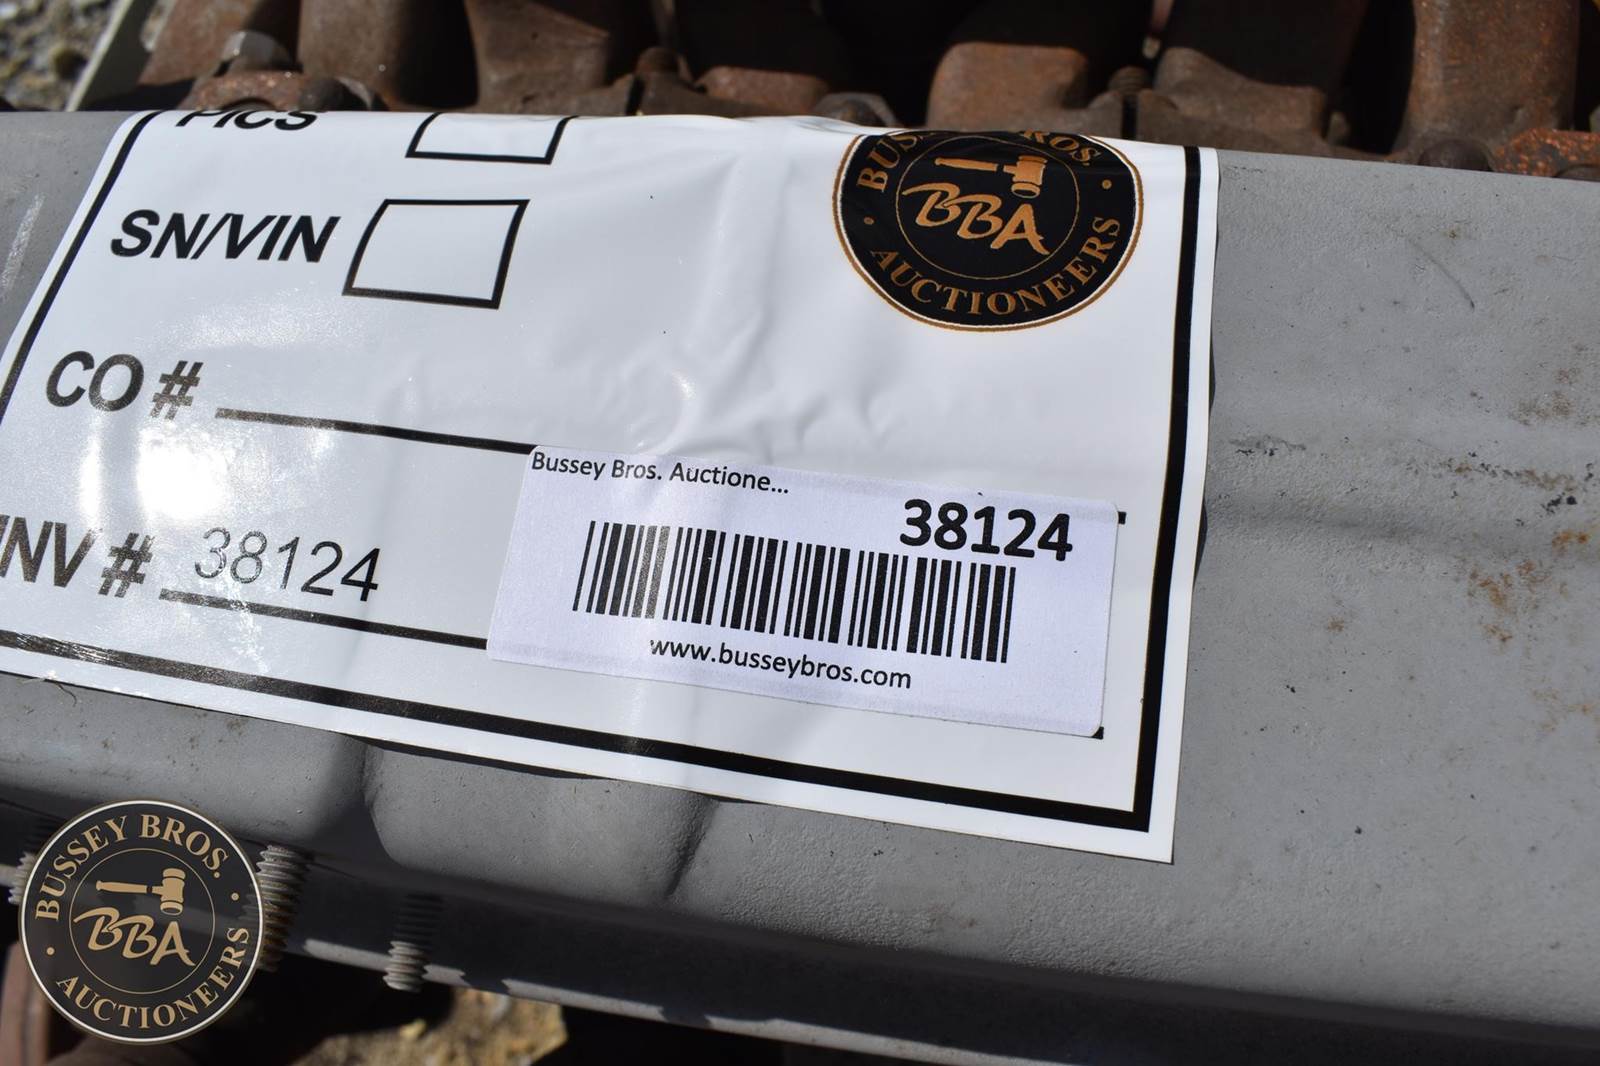 PICS
BUSSEY BROS.
BBA
AUCTIONEERS
SN/VIN
CO #
Bussey Bros. Auctione...
38124
INV # 38124
www.busseybros.com
BUSSEY BROS.
BBA
AUCTIONEERS